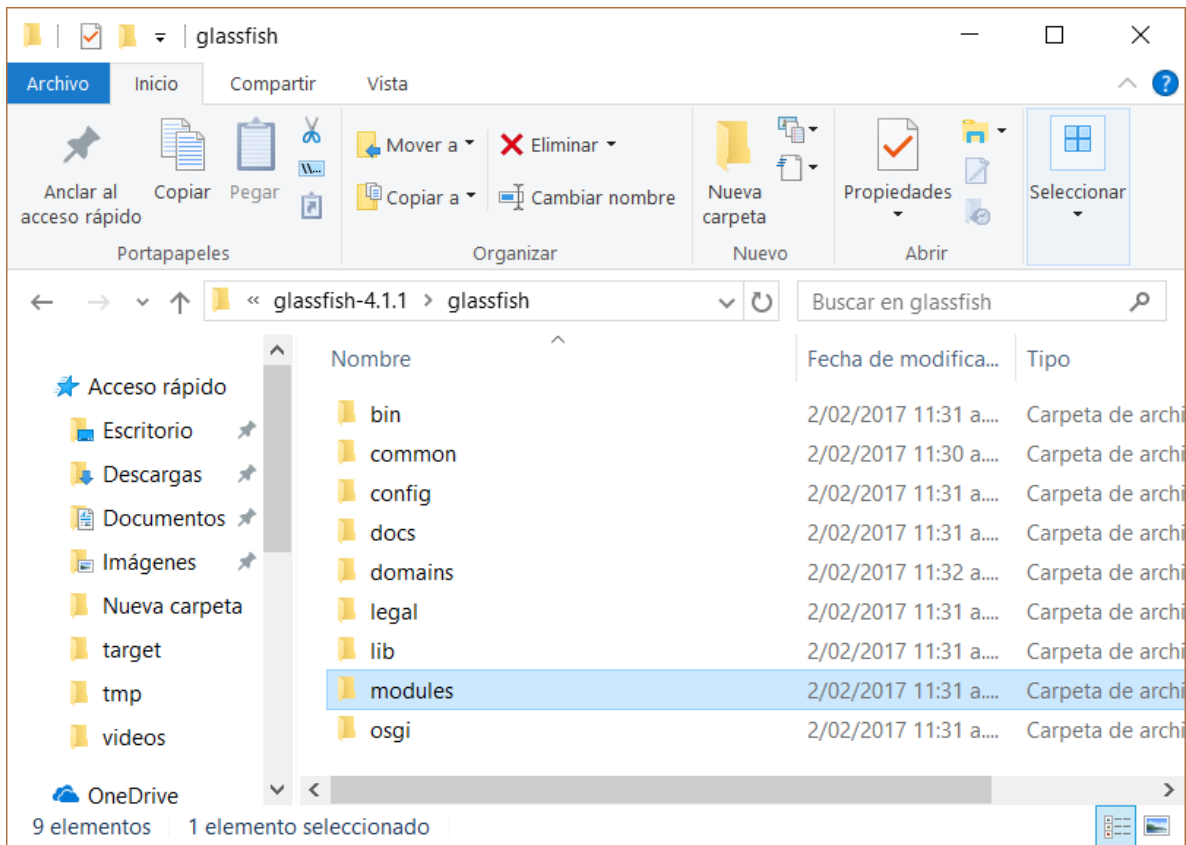 glassfish
Archivo Inicio Compartir Vista
Anclar al acceso rápido
Copiar
Pegar
Portapapeles
Mover a
Copiar a
Eliminar
Cambiar nombre
Organizar
Nueva carpeta
Nuevo
Propiedades
Abrir
Seleccionar
« glassfish-4.1.1 > glassfish
Buscar en glassfish
Acceso rápido
Escritorio
Descargas
Documentos
Imágenes
Nueva carpeta
target
tmp
videos
OneDrive
Nombre Fecha de modifica... Tipo
bin 2/02/2017 11:31 a.... Carpeta de archi
common 2/02/2017 11:30 a.... Carpeta de archi
config 2/02/2017 11:31 a.... Carpeta de archi
docs 2/02/2017 11:31 a.... Carpeta de archi
domains 2/02/2017 11:32 a.... Carpeta de archi
legal 2/02/2017 11:31 a.... Carpeta de archi
lib 2/02/2017 11:31 a.... Carpeta de archi
modules 2/02/2017 11:31 a.... Carpeta de archi
osgi 2/02/2017 11:31 a.... Carpeta de archi
9 elementos 1 elemento seleccionado